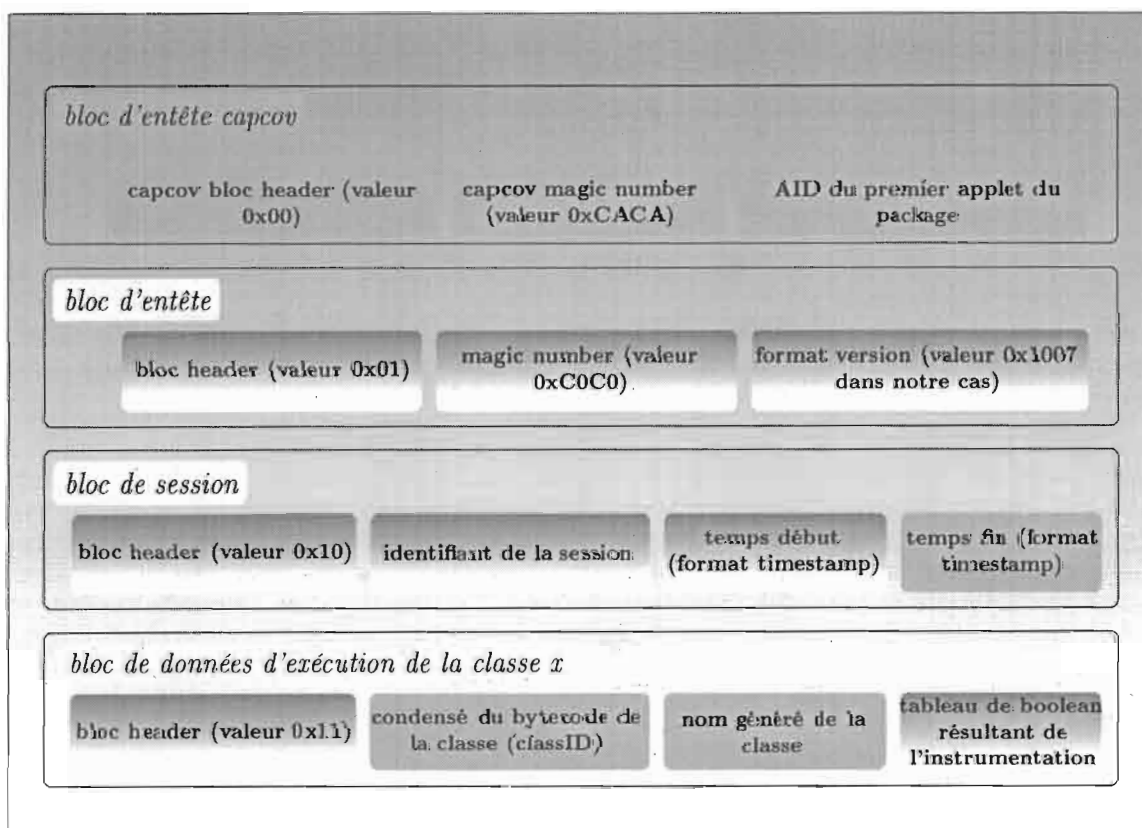 bloc d'entête capcov
capcov bloc header (valeur
0x00)
capcov magic number
(valeur 0xCACA)
AID du premier applet du
package
bloc d'entête
bloc header (valeur 0x01)
magic number (valeur
0xC0C0)
format version (valeur 0x1007
dans notre cas)
bloc de session
bloc header (valeur 0x10)
identifiant de la session
temps début
(format timestamp)
temps fin (format
timestamp)
bloc de données d'exécution de la classe x
bloc header (valeur 0x11)
condensé du bytecode de
la classe (classID)
nom généré de la
classe
tableau de boolean
résultant de
l'instrumentation